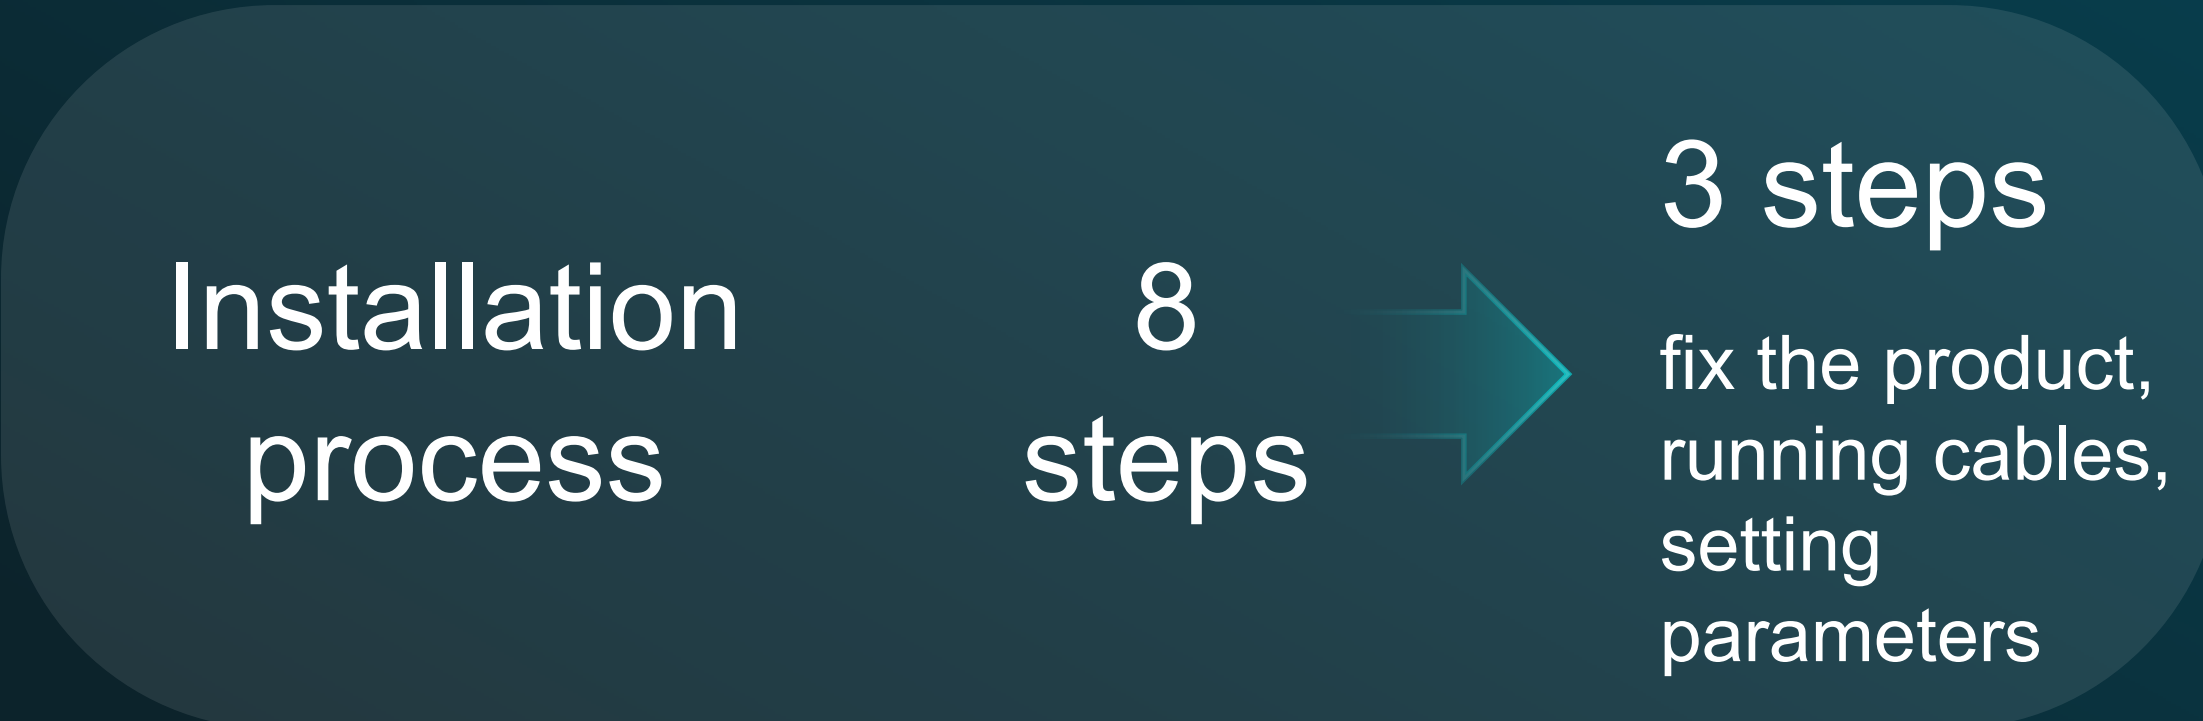 Installation
process
8
steps
3 steps
fix the product,
running cables,
setting
parameters